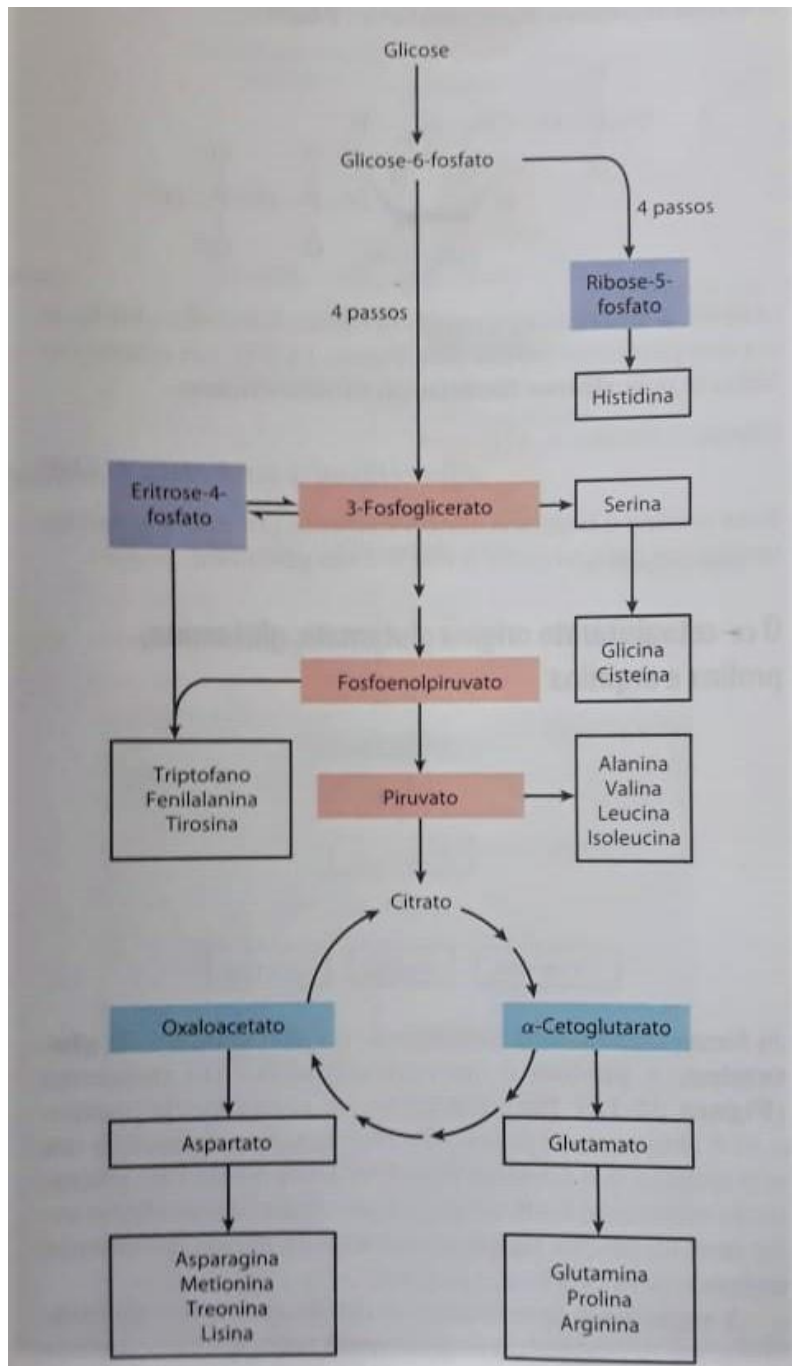 Glicose
Glicose-6-fosfato
4 passos
Ribose-5-
fosfato
4 passos
Histidina
Eritrose-4-
fosfato
3-Fosfoglicerato
Serina
Glicina
Cisteína
Fosfoenolpiruvato
Triptofano
Fenilalanina
Tirosina
Piruvato
Alanina
Valina
Leucina
Isoleucina
Citrato
Oxaloacetato
α-Cetoglutarato
Aspartato
Glutamato
Asparagina
Metionina
Treonina
Lisina
Glutamina
Prolina
Arginina